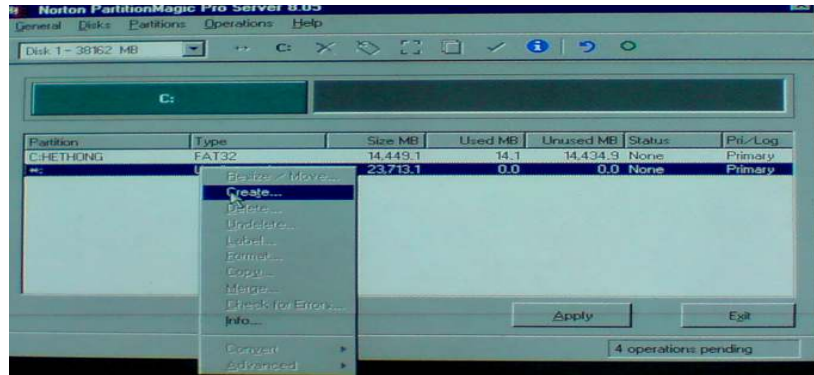 Norton PartitionMagic Pro Server 8.05
General Disks Partitions Operations Help
Disk 1 - 38162 MB C:
C:
Partition Type Size MB Used MB Unused MB Status Pri/Log
C:HETHONG FAT32 14,449.1 14.1 14,434.9 None Primary
*: 23,713.1 0.0 0.0 None Primary
Resize / Move...
Create...
Delete...
Undelete...
Label...
Format...
Copy...
Merge...
Check for Errors...
Info...
Convert
Advanced
Apply Exit
4 operations pending